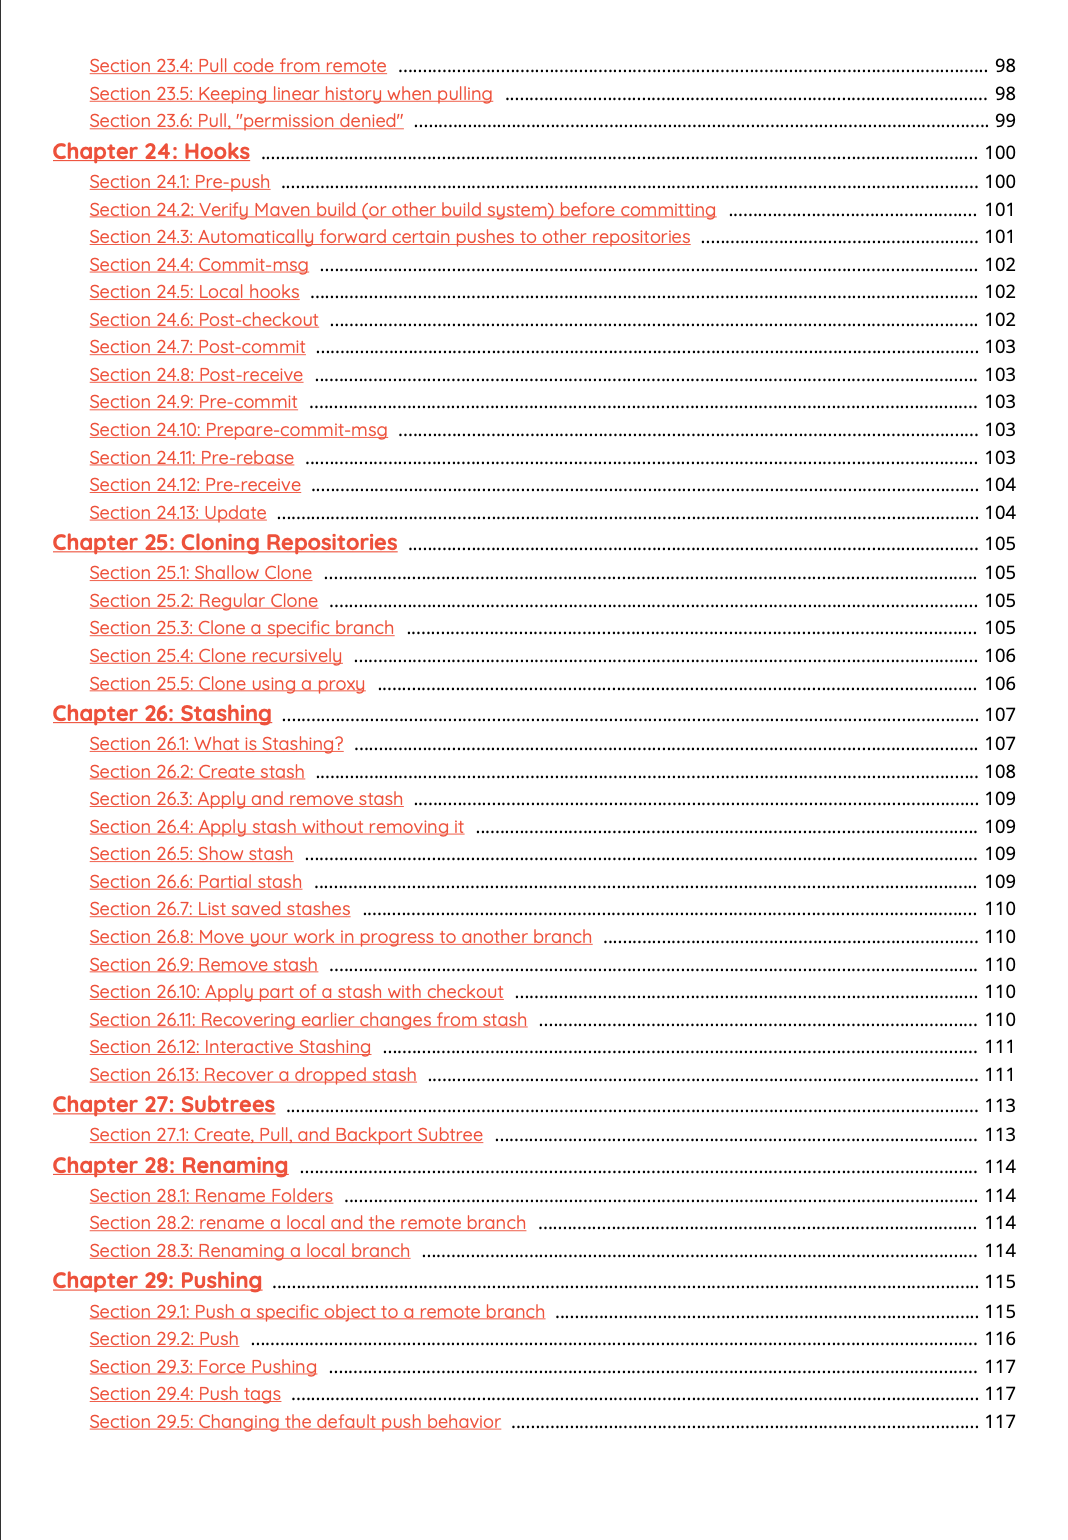 Section 23.4: Pull code from remote ........ 98
Section 23.5: Keeping linear history when pulling ........ 98
Section 23.6: Pull, "permission denied" ........ 99
Chapter 24: Hooks ........ 100
Section 24.1: Pre-push ........ 100
Section 24.2: Verify Maven build (or other build system) before committing ........ 101
Section 24.3: Automatically forward certain pushes to other repositories ........ 101
Section 24.4: Commit-msg ........ 102
Section 24.5: Local hooks ........ 102
Section 24.6: Post-checkout ........ 102
Section 24.7: Post-commit ........ 103
Section 24.8: Post-receive ........ 103
Section 24.9: Pre-commit ........ 103
Section 24.10: Prepare-commit-msg ........ 103
Section 24.11: Pre-rebase ........ 103
Section 24.12: Pre-receive ........ 104
Section 24.13: Update ........ 104
Chapter 25: Cloning Repositories ........ 105
Section 25.1: Shallow Clone ........ 105
Section 25.2: Regular Clone ........ 105
Section 25.3: Clone a specific branch ........ 105
Section 25.4: Clone recursively ........ 106
Section 25.5: Clone using a proxy ........ 106
Chapter 26: Stashing ........ 107
Section 26.1: What is Stashing? ........ 107
Section 26.2: Create stash ........ 108
Section 26.3: Apply and remove stash ........ 109
Section 26.4: Apply stash without removing it ........ 109
Section 26.5: Show stash ........ 109
Section 26.6: Partial stash ........ 109
Section 26.7: List saved stashes ........ 110
Section 26.8: Move your work in progress to another branch ........ 110
Section 26.9: Remove stash ........ 110
Section 26.10: Apply part of a stash with checkout ........ 110
Section 26.11: Recovering earlier changes from stash ........ 110
Section 26.12: Interactive Stashing ........ 111
Section 26.13: Recover a dropped stash ........ 111
Chapter 27: Subtrees ........ 113
Section 27.1: Create, Pull, and Backport Subtree ........ 113
Chapter 28: Renaming ........ 114
Section 28.1: Rename Folders ........ 114
Section 28.2: rename a local and the remote branch ........ 114
Section 28.3: Renaming a local branch ........ 114
Chapter 29: Pushing ........ 115
Section 29.1: Push a specific object to a remote branch ........ 115
Section 29.2: Push ........ 116
Section 29.3: Force Pushing ........ 117
Section 29.4: Push tags ........ 117
Section 29.5: Changing the default push behavior ........ 117